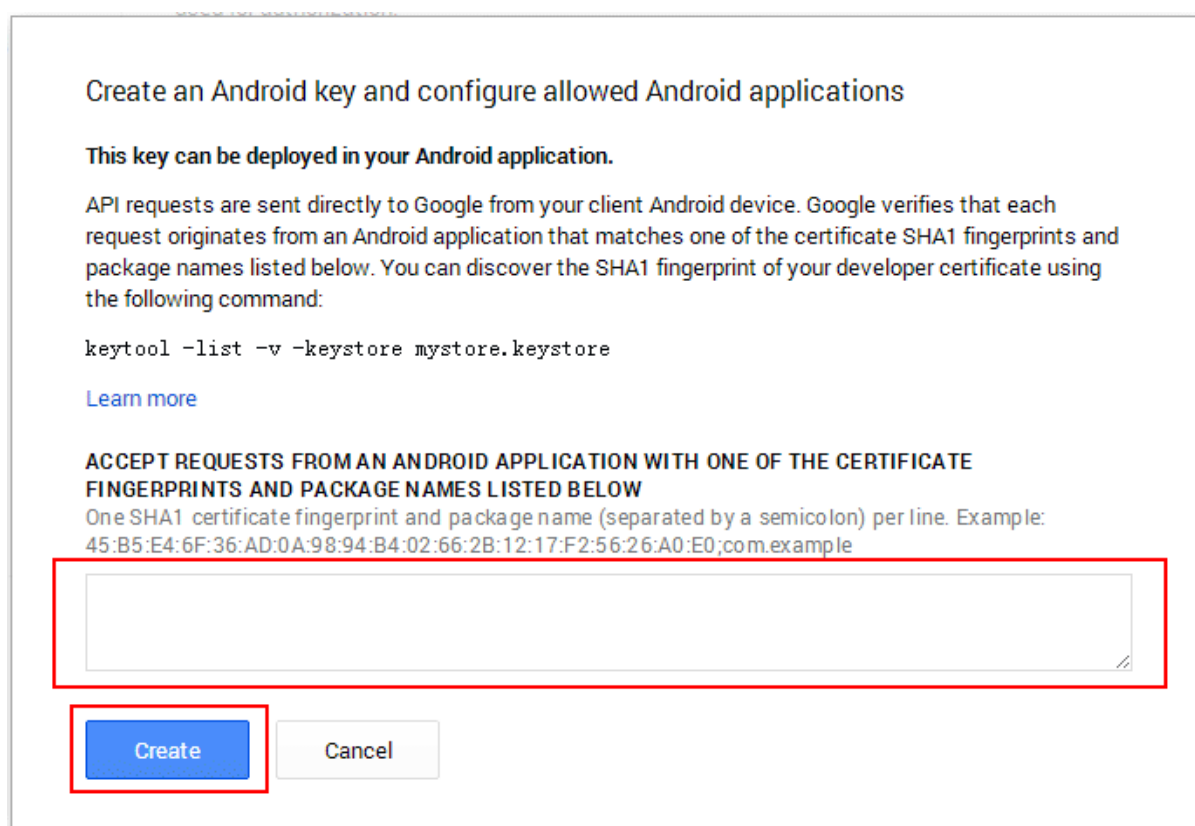 used for authorization.
Create an Android key and configure allowed Android applications
This key can be deployed in your Android application.
API requests are sent directly to Google from your client Android device. Google verifies that each
request originates from an Android application that matches one of the certificate SHA1 fingerprints and
package names listed below. You can discover the SHA1 fingerprint of your developer certificate using
the following command:
keytool -list -v -keystore mystore.keystore
Learn more
ACCEPT REQUESTS FROM AN ANDROID APPLICATION WITH ONE OF THE CERTIFICATE
FINGERPRINTS AND PACKAGE NAMES LISTED BELOW
One SHA1 certificate fingerprint and package name (separated by a semicolon) per line. Example:
45:B5:E4:6F:36:AD:0A:98:94:B4:02:66:2B:12:17:F2:56:26:A0:E0;com.example
Create
Cancel